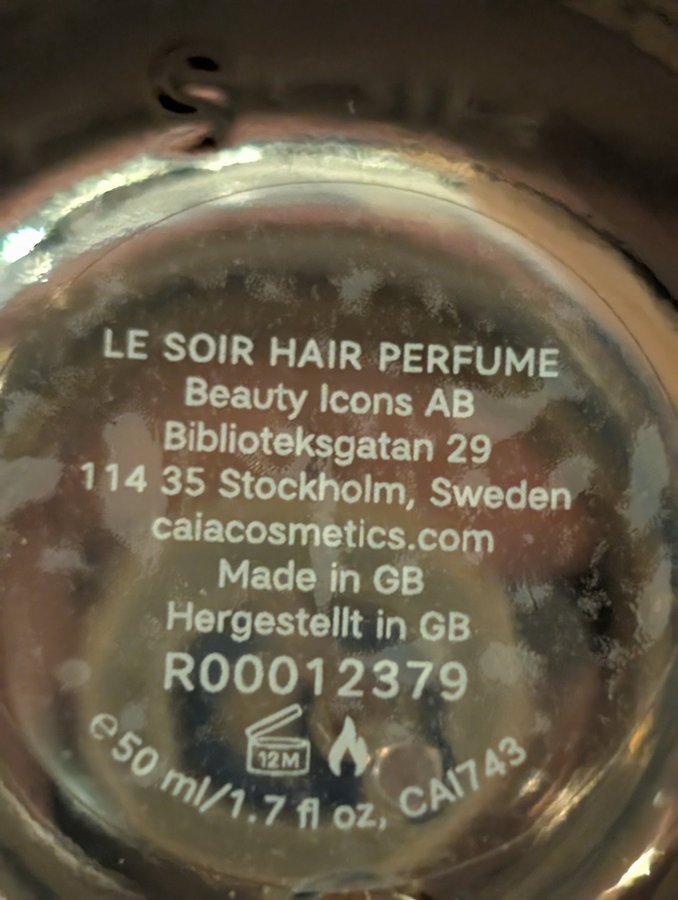 LE SOIR HAIR PERFUME
Beauty Icons AB
Biblioteksgatan 29
114 35 Stockholm, Sweden
caiacosmetics.com
Made in GB
Hergestellt in GB
R00012379
12M
℮50 ml/1.7 fl oz, CAI743